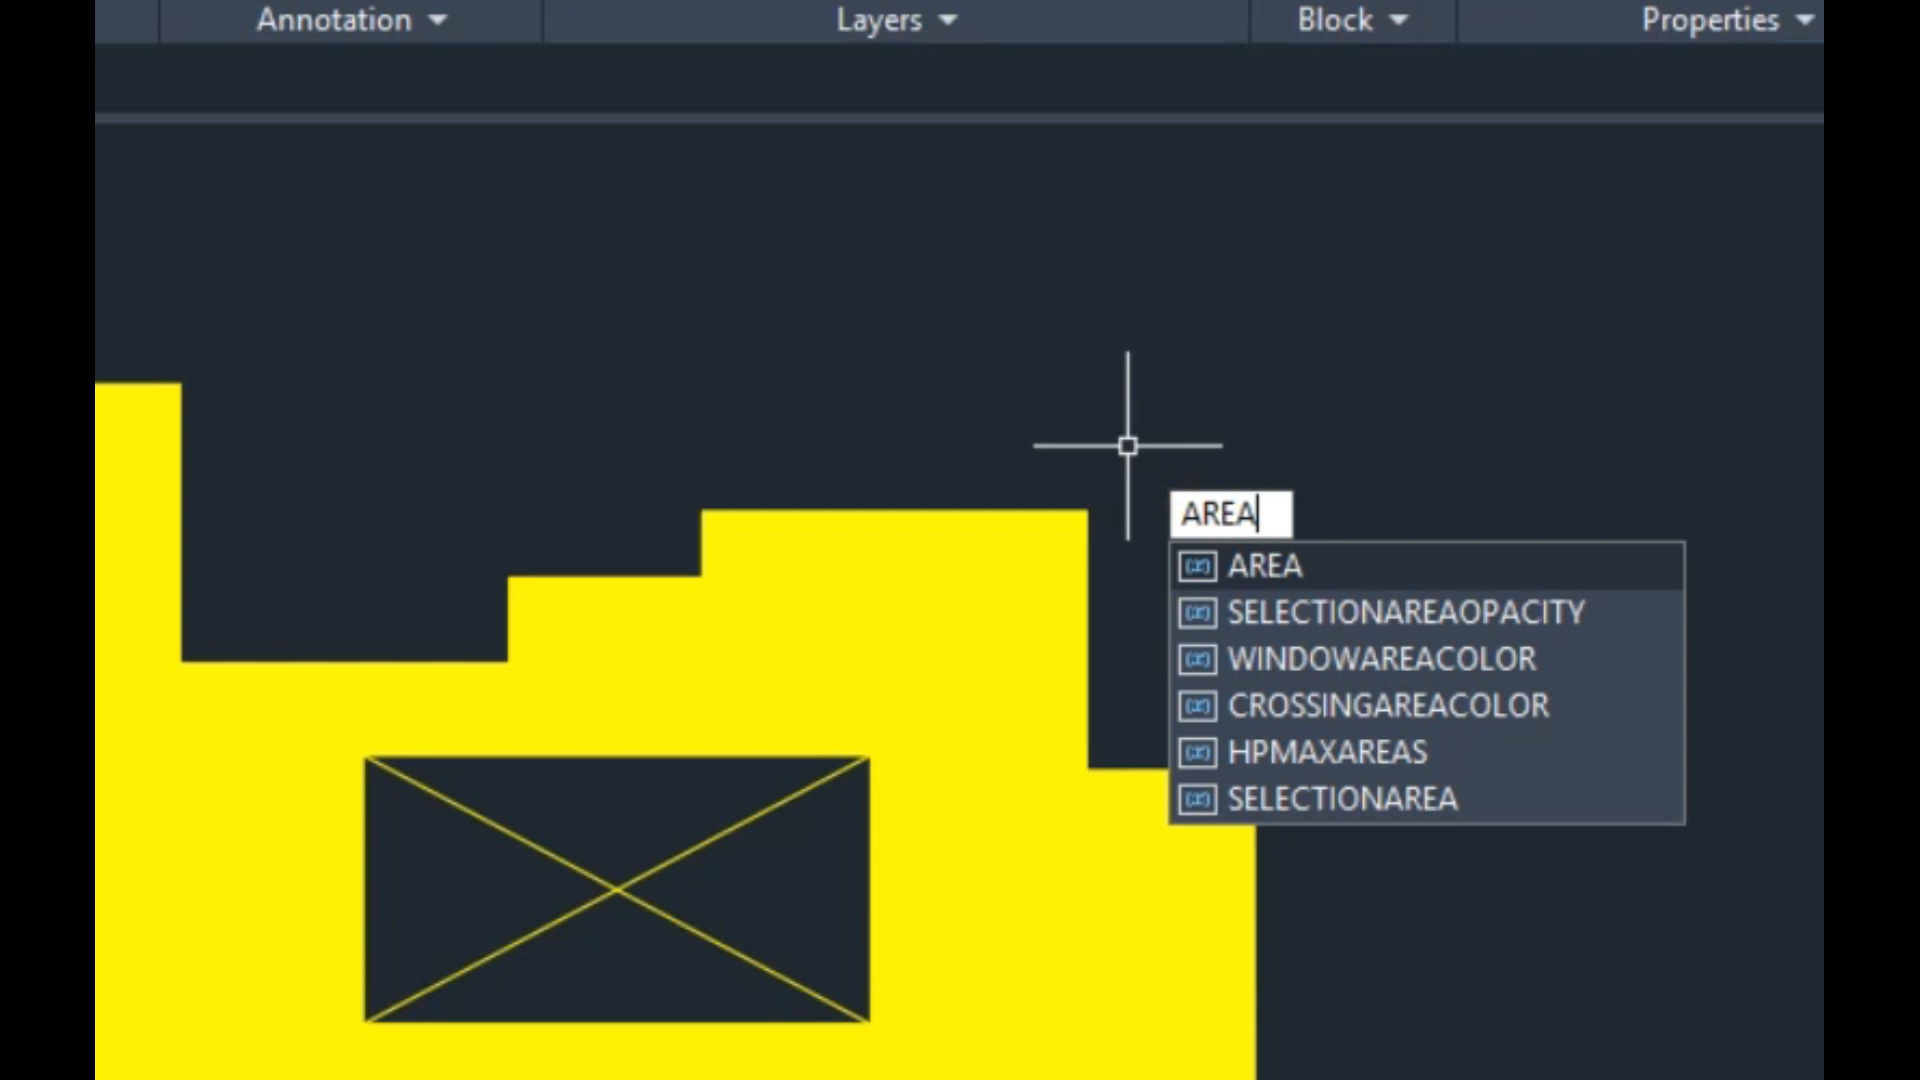 Annotation
Layers
Block
Properties
AREA
AREA
SELECTIONAREAOPACITY
WINDOWAREACOLOR
CROSSINGAREACOLOR
HPMAXAREAS
SELECTIONAREA